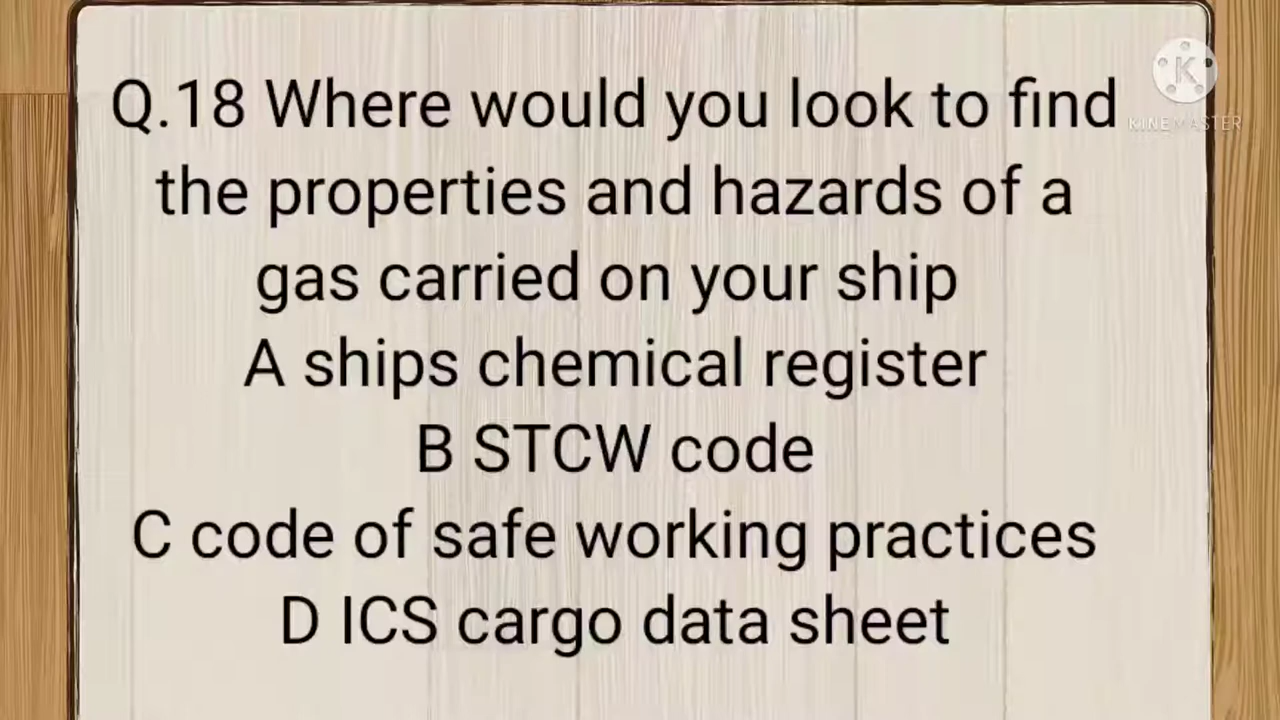 Q.18 Where would you look to find
the properties and hazards of a
gas carried on your ship
A ships chemical register
B STCW code
C code of safe working practices
D ICS cargo data sheet
K
KINEMASTER